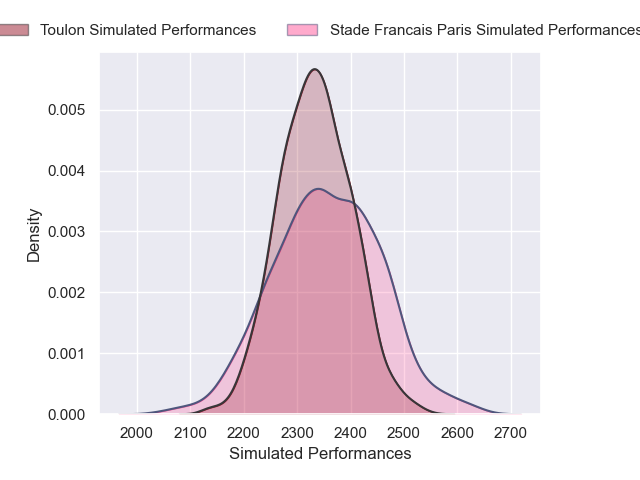 Toulon Simulated Performances Stade Francais Paris Simulated Performances
0.005
0.004
0.003
0.002
0.001
0.000
Density
2000 2100 2200 2300 2400 2500 2600 2700
Simulated Performances